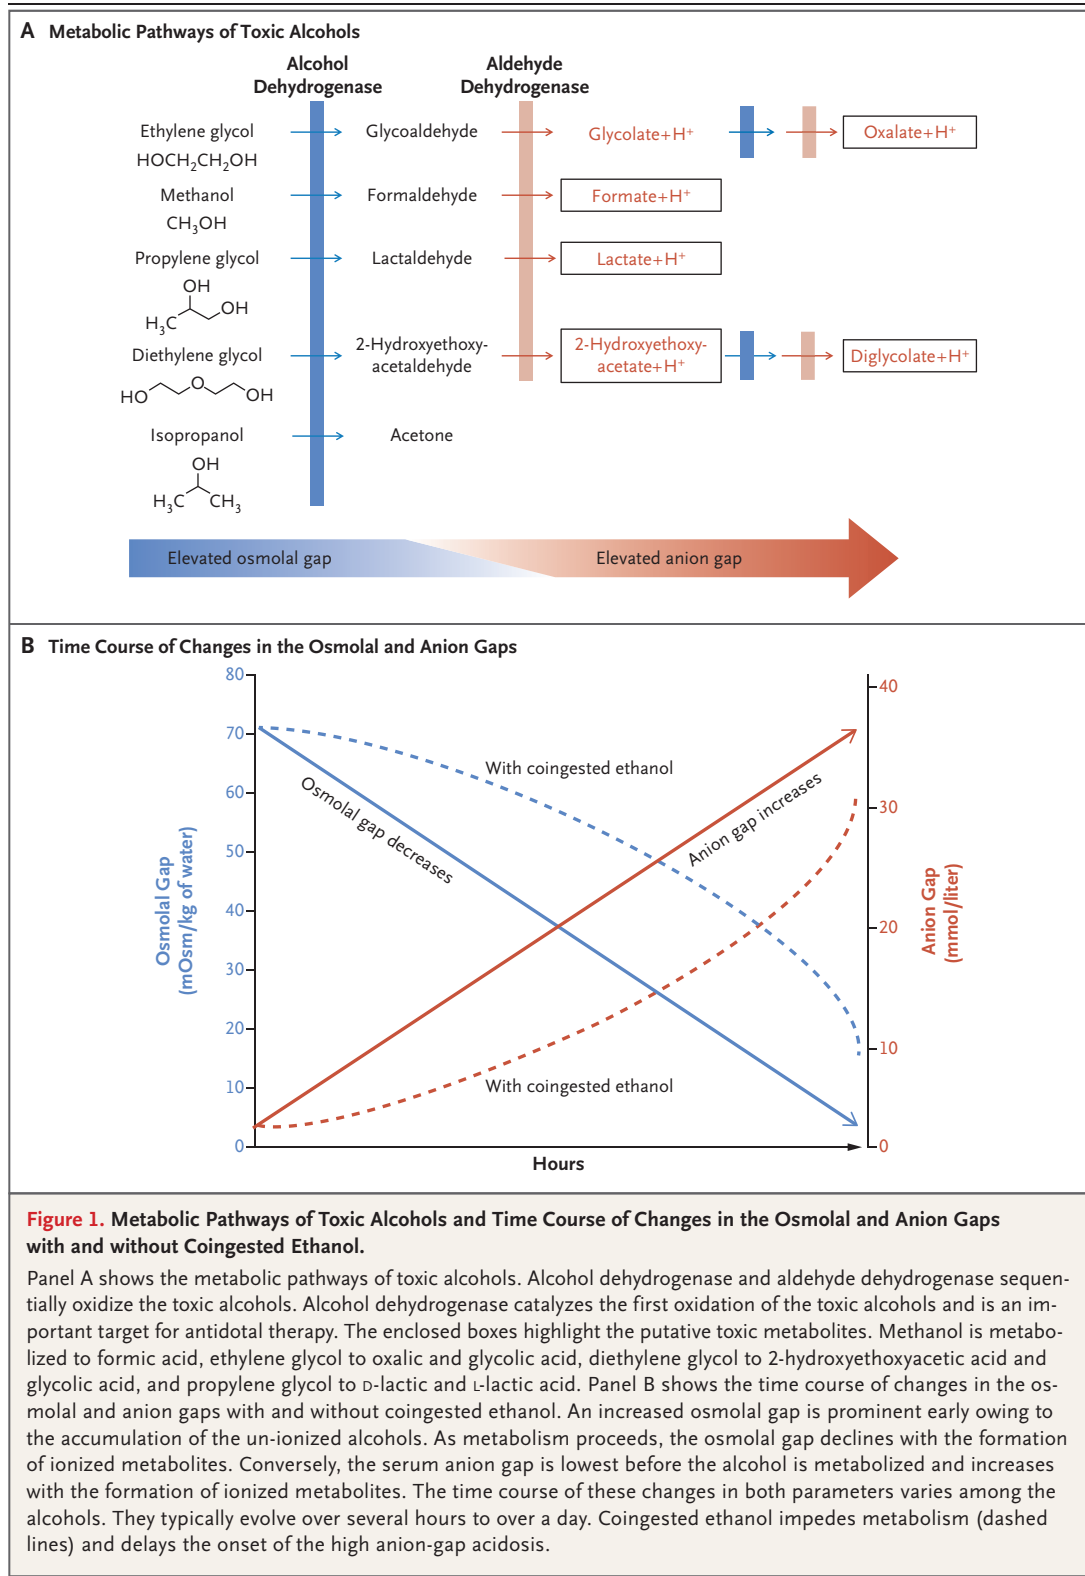 A Metabolic Pathways of Toxic Alcohols
Alcohol
Dehydrogenase
Aldehyde
Dehydrogenase
Ethylene glycol
Glycoaldehyde
Glycolate+H⁺
Oxalate+H⁺
HOCH₂CH₂OH
Methanol
Formaldehyde
Formate+H⁺
CH₃OH
Propylene glycol
Lactaldehyde
Lactate+H⁺
OH
OH
H₃C
Diethylene glycol
2-Hydroxyethoxy-
acetaldehyde
2-Hydroxyethoxy-
acetate+H⁺
Diglycolate+H⁺
HO
O
OH
Isopropanol
Acetone
OH
H₃C
CH₃
Elevated osmolal gap
Elevated anion gap
B Time Course of Changes in the Osmolal and Anion Gaps
Osmolal Gap
(mOsm/kg of water)
80
70
60
50
40
30
20
10
0
With coingested ethanol
Osmolal gap decreases
Anion gap increases
With coingested ethanol
40
30
20
10
0
Anion Gap
(mmol/liter)
Hours
Figure 1. Metabolic Pathways of Toxic Alcohols and Time Course of Changes in the Osmolal and Anion Gaps
with and without Coingested Ethanol.
Panel A shows the metabolic pathways of toxic alcohols. Alcohol dehydrogenase and aldehyde dehydrogenase sequen-
tially oxidize the toxic alcohols. Alcohol dehydrogenase catalyzes the first oxidation of the toxic alcohols and is an im-
portant target for antidotal therapy. The enclosed boxes highlight the putative toxic metabolites. Methanol is metabo-
lized to formic acid, ethylene glycol to oxalic and glycolic acid, diethylene glycol to 2-hydroxyethoxyacetic acid and
glycolic acid, and propylene glycol to D-lactic and L-lactic acid. Panel B shows the time course of changes in the os-
molal and anion gaps with and without coingested ethanol. An increased osmolal gap is prominent early owing to
the accumulation of the un-ionized alcohols. As metabolism proceeds, the osmolal gap declines with the formation
of ionized metabolites. Conversely, the serum anion gap is lowest before the alcohol is metabolized and increases
with the formation of ionized metabolites. The time course of these changes in both parameters varies among the
alcohols. They typically evolve over several hours to over a day. Coingested ethanol impedes metabolism (dashed
lines) and delays the onset of the high anion-gap acidosis.